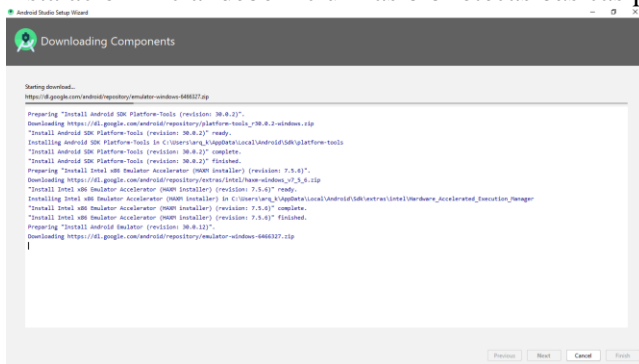 Android Studio Setup Wizard
Downloading Components
Starting download...
https://dl.google.com/android/repository/emulator-windows-6466327.zip
Preparing "Install Android SDK Platform-Tools (revision: 30.0.2)".
Downloading https://dl.google.com/android/repository/platform-tools_r30.0.2-windows.zip
"Install Android SDK Platform-Tools (revision: 30.0.2)" ready.
Installing Android SDK Platform-Tools in C:\Users\arq_k\AppData\Local\Android\Sdk\platform-tools
"Install Android SDK Platform-Tools (revision: 30.0.2)" complete.
"Install Android SDK Platform-Tools (revision: 30.0.2)" finished.
Preparing "Install Intel x86 Emulator Accelerator (HAXM installer) (revision: 7.5.6)".
Downloading https://dl.google.com/android/repository/extras/intel/haxm-windows_v7_5_6.zip
"Install Intel x86 Emulator Accelerator (HAXM installer) (revision: 7.5.6)" ready.
Installing Intel x86 Emulator Accelerator (HAXM installer) in C:\Users\arq_k\AppData\Local\Android\Sdk\extras\intel\Hardware_Accelerated_Execution_Manager
"Install Intel x86 Emulator Accelerator (HAXM installer) (revision: 7.5.6)" complete.
"Install Intel x86 Emulator Accelerator (HAXM installer) (revision: 7.5.6)" finished.
Preparing "Install Android Emulator (revision: 30.0.12)".
Downloading https://dl.google.com/android/repository/emulator-windows-6466327.zip
Previous Next Cancel Finish